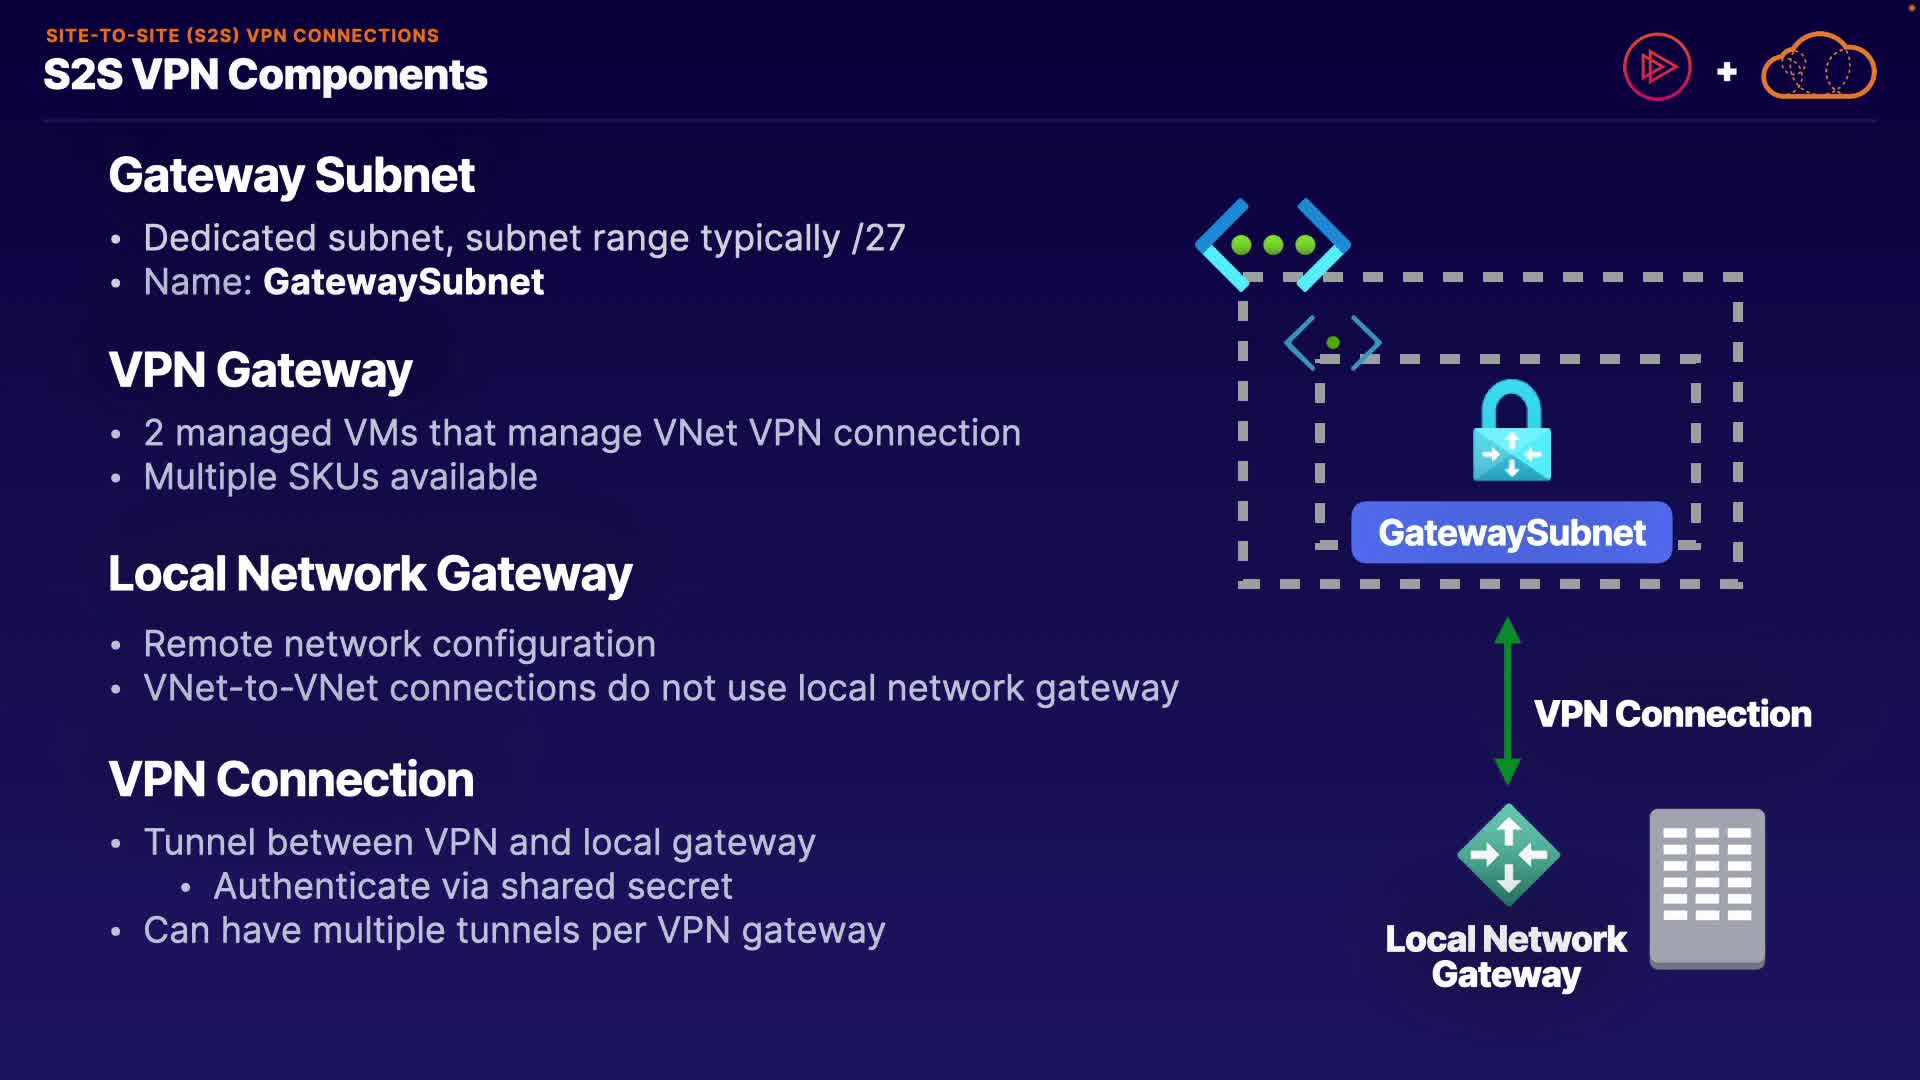 SITE-TO-SITE (S2S) VPN CONNECTIONS
S2S VPN Components
+
Gateway Subnet
• Dedicated subnet, subnet range typically /27
• Name: GatewaySubnet
VPN Gateway
• 2 managed VMs that manage VNet VPN connection
• Multiple SKUs available
Local Network Gateway
• Remote network configuration
• VNet-to-VNet connections do not use local network gateway
VPN Connection
• Tunnel between VPN and local gateway
• Authenticate via shared secret
• Can have multiple tunnels per VPN gateway
GatewaySubnet
VPN Connection
Local Network
Gateway